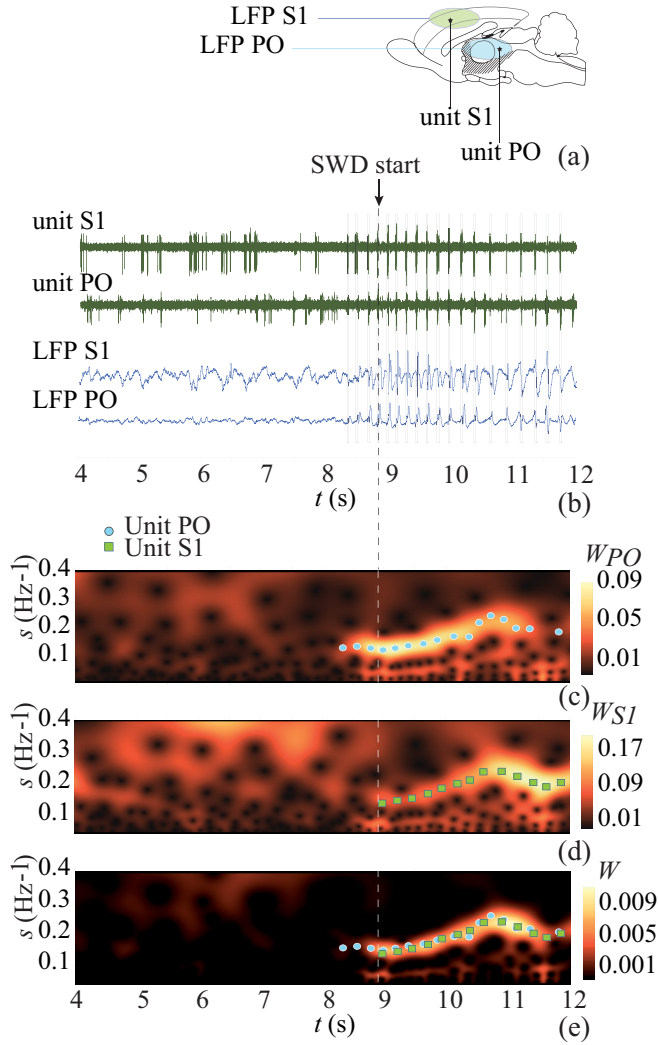 LFP S1
LFP PO
unit S1
unit PO
(a)
SWD start
unit S1
unit PO
LFP S1
LFP PO
4 5 6 7 8 9 10 11 12
t (s)
(b)
Unit PO
Unit S1
s (Hz-1)
0.4
0.3
0.2
0.1
WPO
0.09
0.05
0.01
(c)
s (Hz-1)
0.4
0.3
0.2
0.1
WS1
0.17
0.09
0.01
(d)
s (Hz-1)
0.4
0.3
0.2
0.1
W
0.009
0.005
0.001
4 5 6 7 8 9 10 11 12
t (s)
(e)